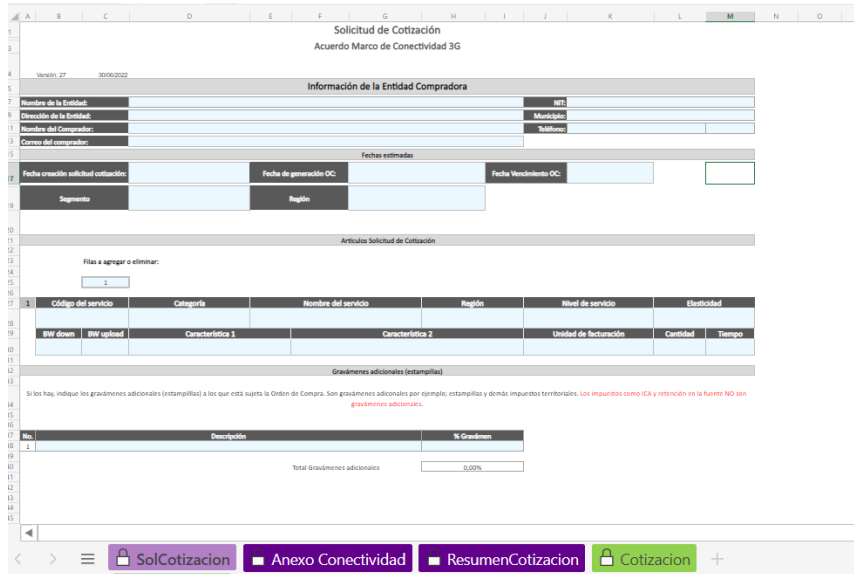 A B C D E F G H I J K L M N O
Solicitud de Cotización
Acuerdo Marco de Conectividad 3G
Versión: 27 30/06/2022
Información de la Entidad Compradora
Nombre de la Entidad: NIT:
Dirección de la Entidad: Municipio:
Nombre del Comprador: Teléfono:
Correo del comprador:
Fechas estimadas
17 Fecha creación solicitud cotización: Fecha de generación OC: Fecha Vencimiento OC:
Segmento Región
Artículos Solicitud de Cotización
Filas a agregar o eliminar:
1
1 Código del servicio Categoría Nombre del servicio Región Nivel de servicio Elasticidad
BW down BW upload Característica 1 Característica 2 Unidad de facturación Cantidad Tiempo
Gravámenes adicionales (estampillas)
Si los hay, indique los gravámenes adicionales (estampillas) a los que está sujeta la Orden de Compra. Son gravámenes adiconales por ejemplo; estampillas y demás impuestos territoriales. Los impuestos como ICA y retención en la fuente NO son
gravámenes adicionales.
No. Descripción % Gravámen
1
Total Gravámenes adicionales 0,00%
SolCotizacion Anexo Conectividad ResumenCotizacion Cotizacion